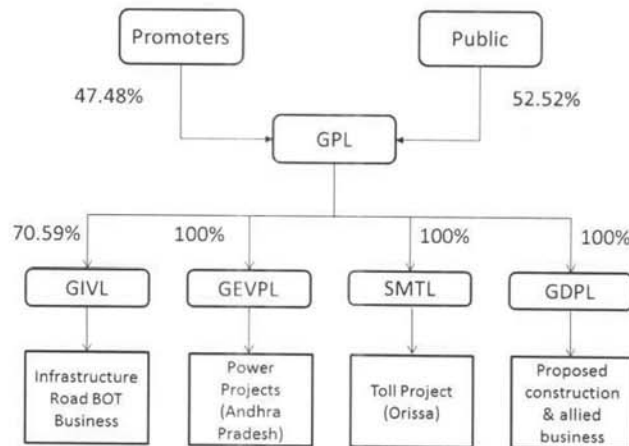 Promoters
Public
47.48%
52.52%
GPL
70.59%
100%
100%
100%
GIVL
GEVPL
SMTL
GDPL
Infrastructure
Road BOT
Business
Power
Projects
(Andhra
Pradesh)
Toll Project
(Orissa)
Proposed
construction
& allied
business